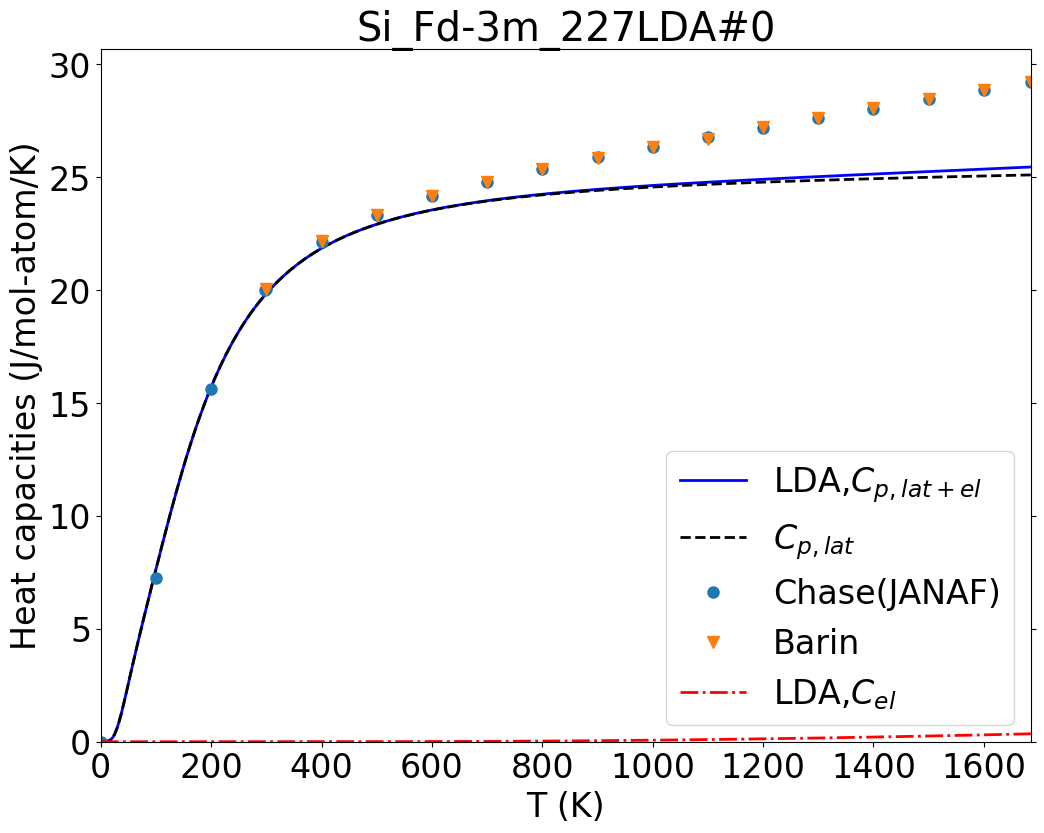 Si_Fd-3m_227LDA#0
Heat capacities (J/mol-atom/K)
30
25
20
15
10
5
0
LDA,C_{p, lat + el}
C_{p, lat}
Chase(JANAF)
Barin
LDA,C_{el}
0 200 400 600 800 1000 1200 1400 1600
T (K)